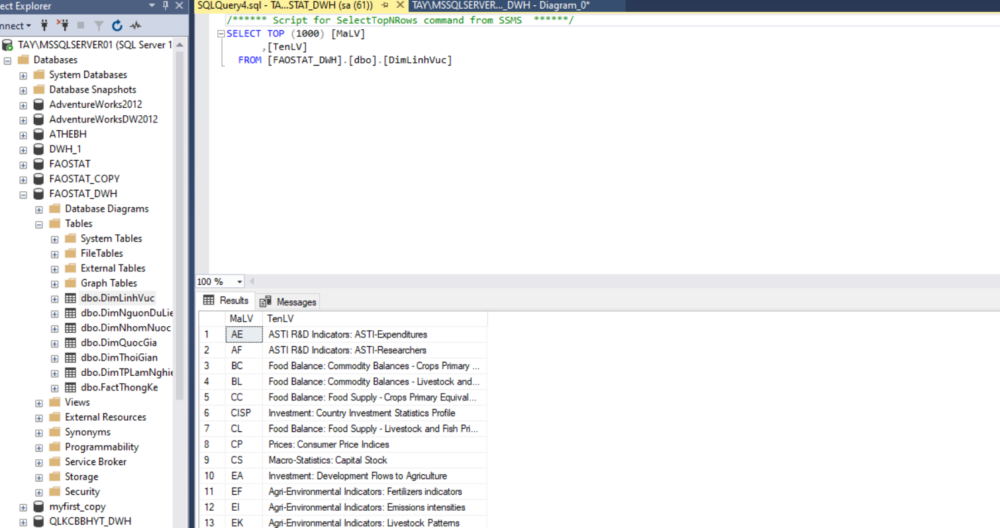 ect Explorer
nnect
TAY\MSSQLSERVER01 (SQL Server 1
Databases
System Databases
Database Snapshots
AdventureWorks2012
AdventureWorksDW2012
ATHEBH
DWH_1
FAOSTAT
FAOSTAT_COPY
FAOSTAT_DWH
Database Diagrams
Tables
System Tables
FileTables
External Tables
Graph Tables
dbo.DimLinhVuc
dbo.DimNguonDuLie
dbo.DimNhomNuoc
dbo.DimQuocGia
dbo.DimThoiGian
dbo.DimTPLamNghie
dbo.FactThongKe
Views
External Resources
Synonyms
Programmability
Service Broker
Storage
Security
myfirst_copy
QLKCBBHYT_DWH
SQLQuery4.sql - TA...STAT_DWH (sa (61)) TAY\MSSQLSERVER..._DWH - Diagram_0*
/****** Script for SelectTopNRows command from SSMS  ******/
SELECT TOP (1000) [MaLV]
,[TenLV]
FROM [FAOSTAT_DWH].[dbo].[DimLinhVuc]
100 %
Results Messages
MaLV TenLV
1 AE ASTI R&D Indicators: ASTI-Expenditures
2 AF ASTI R&D Indicators: ASTI-Researchers
3 BC Food Balance: Commodity Balances - Crops Primary ...
4 BL Food Balance: Commodity Balances - Livestock and...
5 CC Food Balance: Food Supply - Crops Primary Equival...
6 CISP Investment: Country Investment Statistics Profile
7 CL Food Balance: Food Supply - Livestock and Fish Pri...
8 CP Prices: Consumer Price Indices
9 CS Macro-Statistics: Capital Stock
10 EA Investment: Development Flows to Agriculture
11 EF Agri-Environmental Indicators: Fertilizers indicators
12 EI Agri-Environmental Indicators: Emissions intensities
13 EK Agri-Environmental Indicators: Livestock Patterns